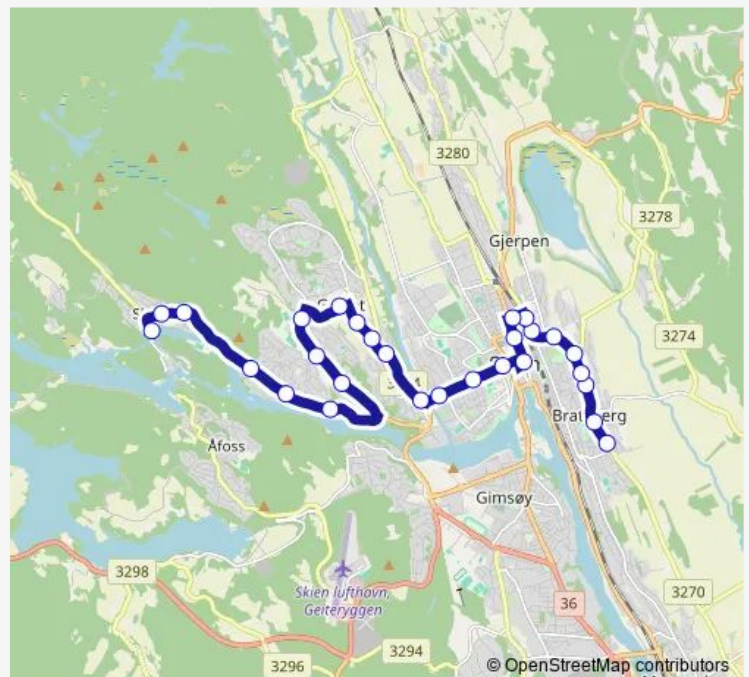 3280
3278
Gjerpen
3274
Åfoss
Gimsøy
3298
Skien lufthavn,
Geiteryggen
36
3270
3294
3296
© OpenStreetMap contributors